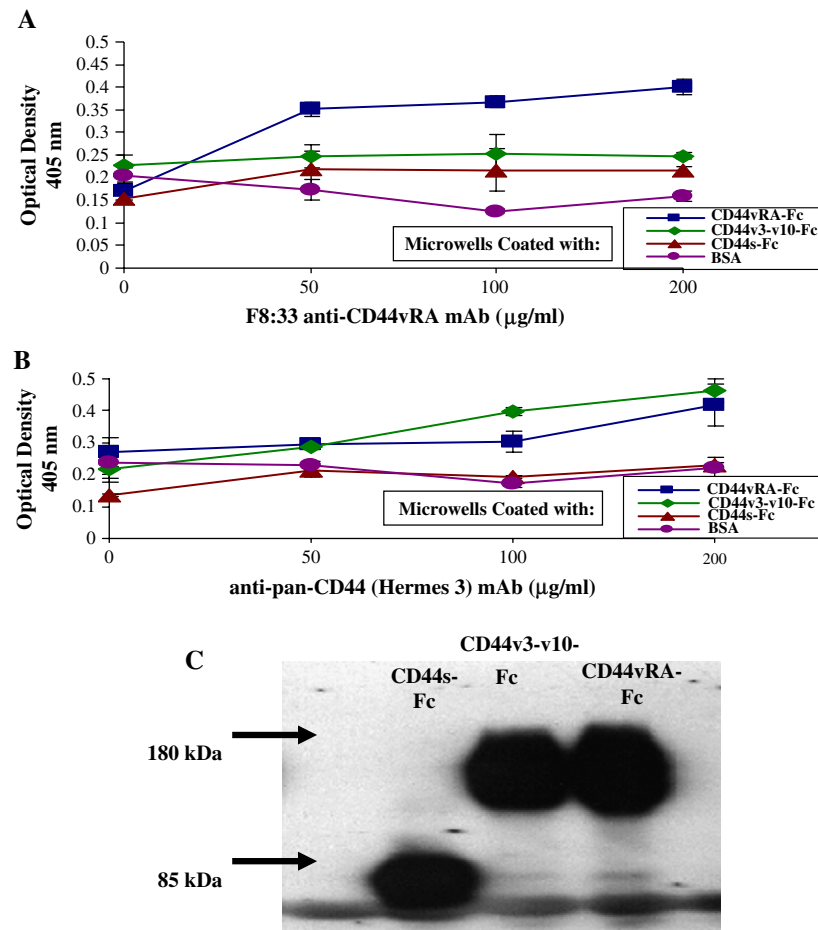 A
0.5
0.45
0.4
0.35
0.3
0.25
0.2
0.15
0.1
0.05
0
Optical Density
405 nm
Microwells Coated with:
CD44vRA-Fc
CD44v3-v10-Fc
CD44s-Fc
BSA
0 50 100 200
F8:33 anti-CD44vRA mAb (μg/ml)
B
0.5
0.4
0.3
0.2
0.1
0
Optical Density
405 nm
Microwells Coated with:
CD44vRA-Fc
CD44v3-v10-Fc
CD44s-Fc
BSA
0 50 100 200
anti-pan-CD44 (Hermes 3) mAb (μg/ml)
C
CD44s-
Fc
CD44v3-v10-
Fc
CD44vRA-
Fc
180 kDa
85 kDa